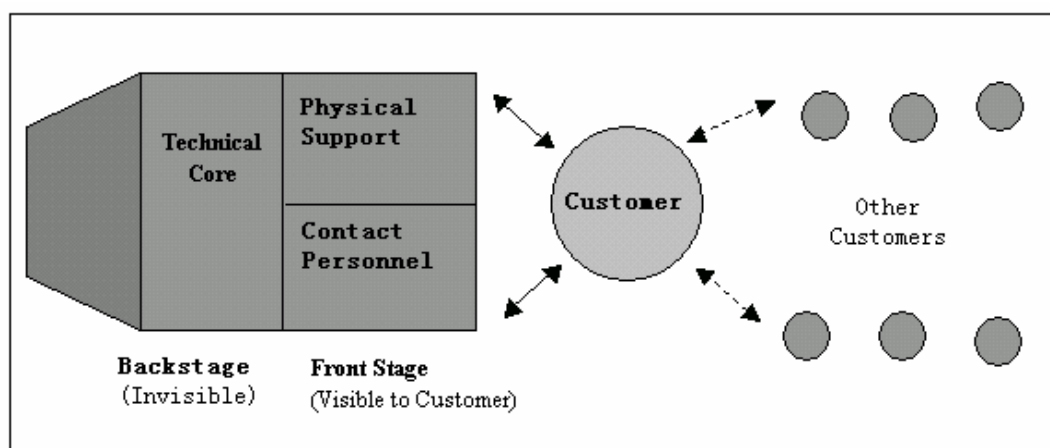 Physical
Support
Technical
Core
Contact
Personnel
Customer
Other
Customers
Backstage
(Invisible)
Front Stage
(Visible to Customer)